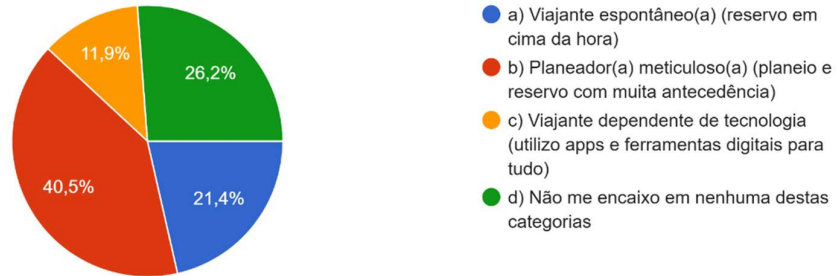 11,9%
26,2%
40,5%
21,4%
a) Viajante espontâneo(a) (reservo em
cima da hora)
b) Planeador(a) meticuloso(a) (planeio e
reservo com muita antecedência)
c) Viajante dependente de tecnologia
(utilizo apps e ferramentas digitais para
tudo)
d) Não me encaixo em nenhuma destas
categorias